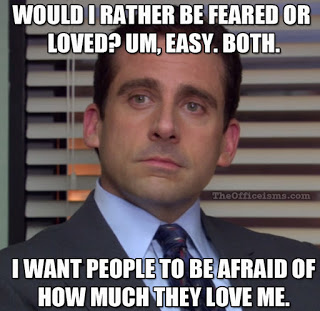 WOULD I RATHER BE FEARED OR
LOVED? UM, EASY. BOTH.
TheOfficeisms.com
I WANT PEOPLE TO BE AFRAID OF
HOW MUCH THEY LOVE ME.